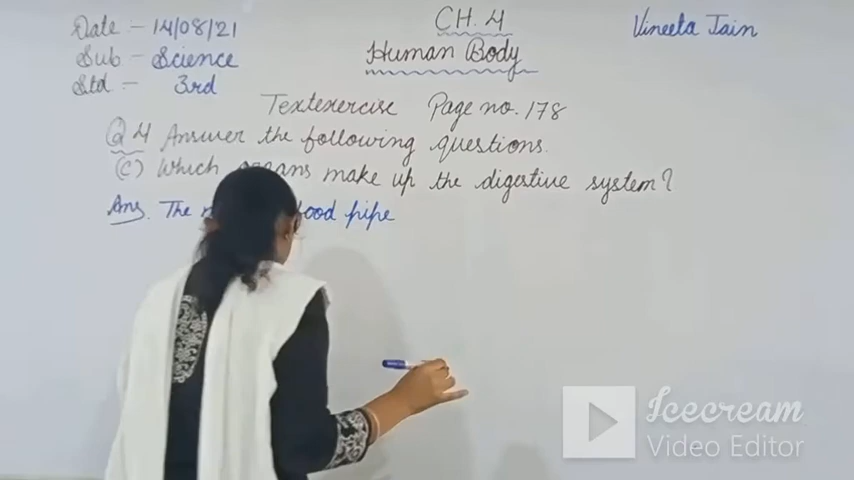 Date :- 14/08/21
Sub - Science
Std :- 3rd
CH. 4
Human Body
Vineeta Jain
Textexercise Page no. 178
Q 4 Answer the following questions.
(C) Which organs make up the digestive system?
Ans. The food pipe
Icecream
Video Editor